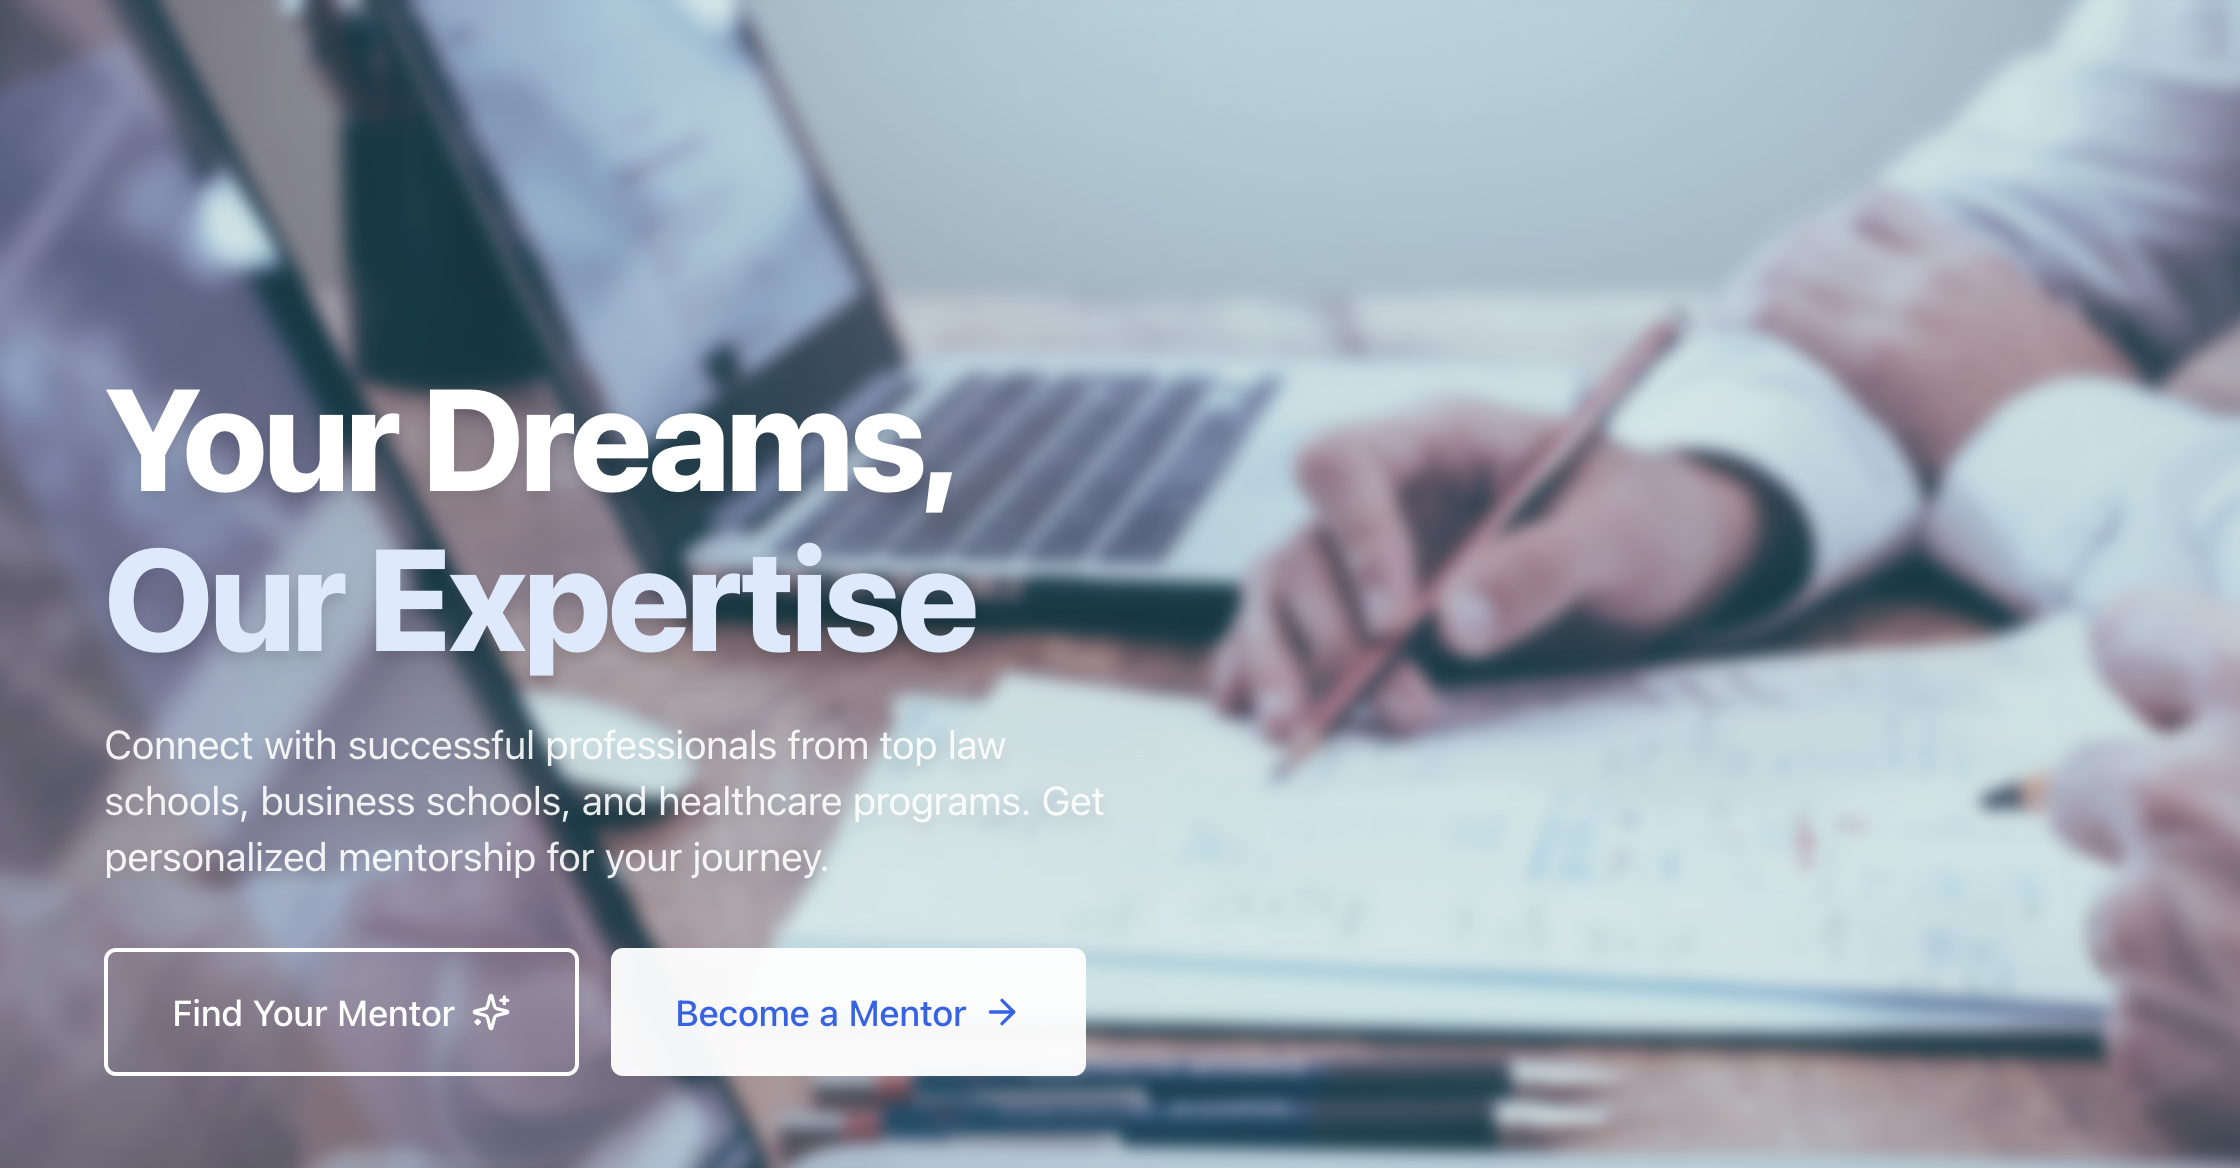 Your Dreams,
Our Expertise
Connect with successful professionals from top law
schools, business schools, and healthcare programs. Get
personalized mentorship for your journey.
Find Your Mentor
Become a Mentor